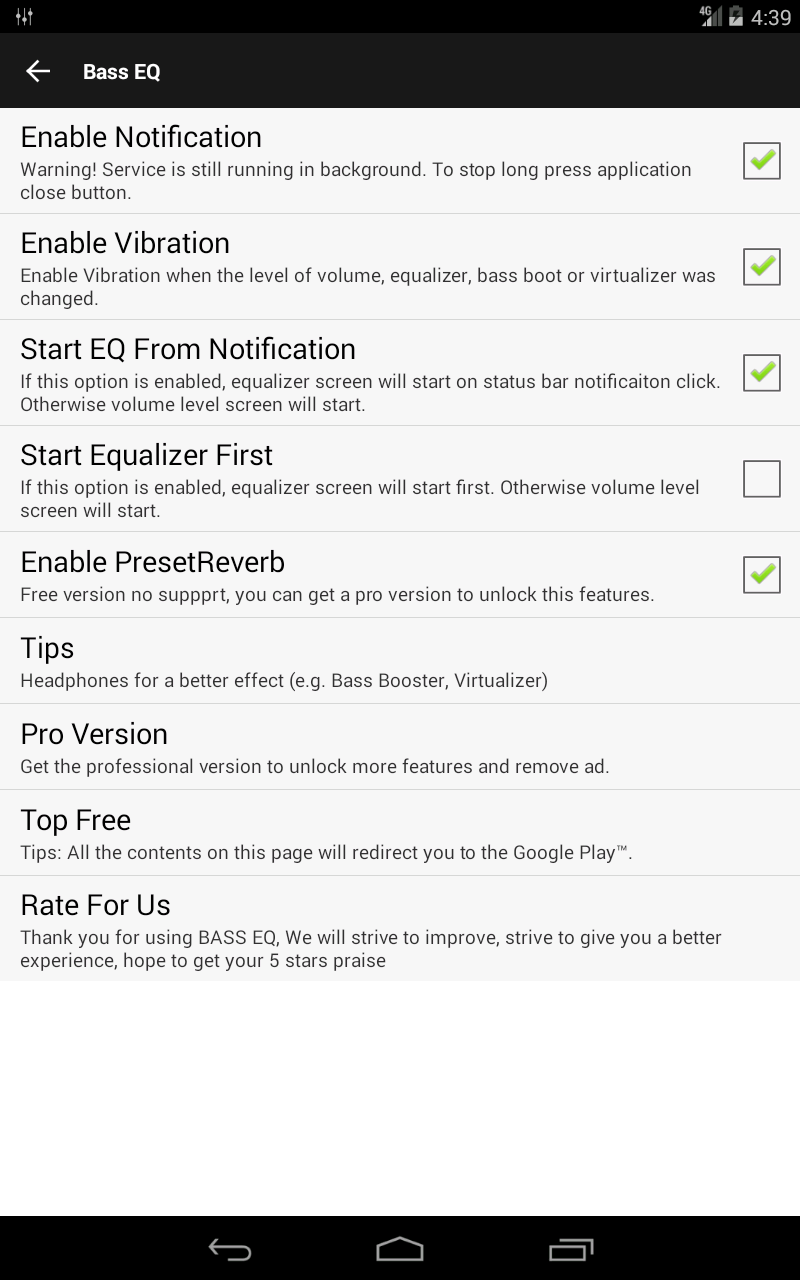 4G 4:39
Bass EQ
Enable Notification
Warning! Service is still running in background. To stop long press application
close button.
Enable Vibration
Enable Vibration when the level of volume, equalizer, bass boot or virtualizer was
changed.
Start EQ From Notification
If this option is enabled, equalizer screen will start on status bar notificaiton click.
Otherwise volume level screen will start.
Start Equalizer First
If this option is enabled, equalizer screen will start first. Otherwise volume level
screen will start.
Enable PresetReverb
Free version no suppprt, you can get a pro version to unlock this features.
Tips
Headphones for a better effect (e.g. Bass Booster, Virtualizer)
Pro Version
Get the professional version to unlock more features and remove ad.
Top Free
Tips: All the contents on this page will redirect you to the Google Play™.
Rate For Us
Thank you for using BASS EQ, We will strive to improve, strive to give you a better
experience, hope to get your 5 stars praise